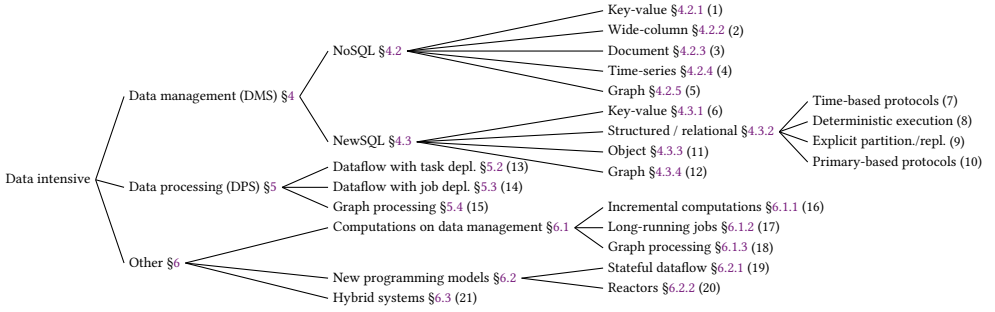 Data intensive
Data management (DMS) §4
NoSQL §4.2
Key-value §4.2.1 (1)
Wide-column §4.2.2 (2)
Document §4.2.3 (3)
Time-series §4.2.4 (4)
Graph §4.2.5 (5)
NewSQL §4.3
Key-value §4.3.1 (6)
Structured / relational §4.3.2
Time-based protocols (7)
Deterministic execution (8)
Explicit partition./repl. (9)
Primary-based protocols (10)
Object §4.3.3 (11)
Graph §4.3.4 (12)
Data processing (DPS) §5
Dataflow with task depl. §5.2 (13)
Dataflow with job depl. §5.3 (14)
Graph processing §5.4 (15)
Other §6
Computations on data management §6.1
Incremental computations §6.1.1 (16)
Long-running jobs §6.1.2 (17)
Graph processing §6.1.3 (18)
New programming models §6.2
Stateful dataflow §6.2.1 (19)
Reactors §6.2.2 (20)
Hybrid systems §6.3 (21)